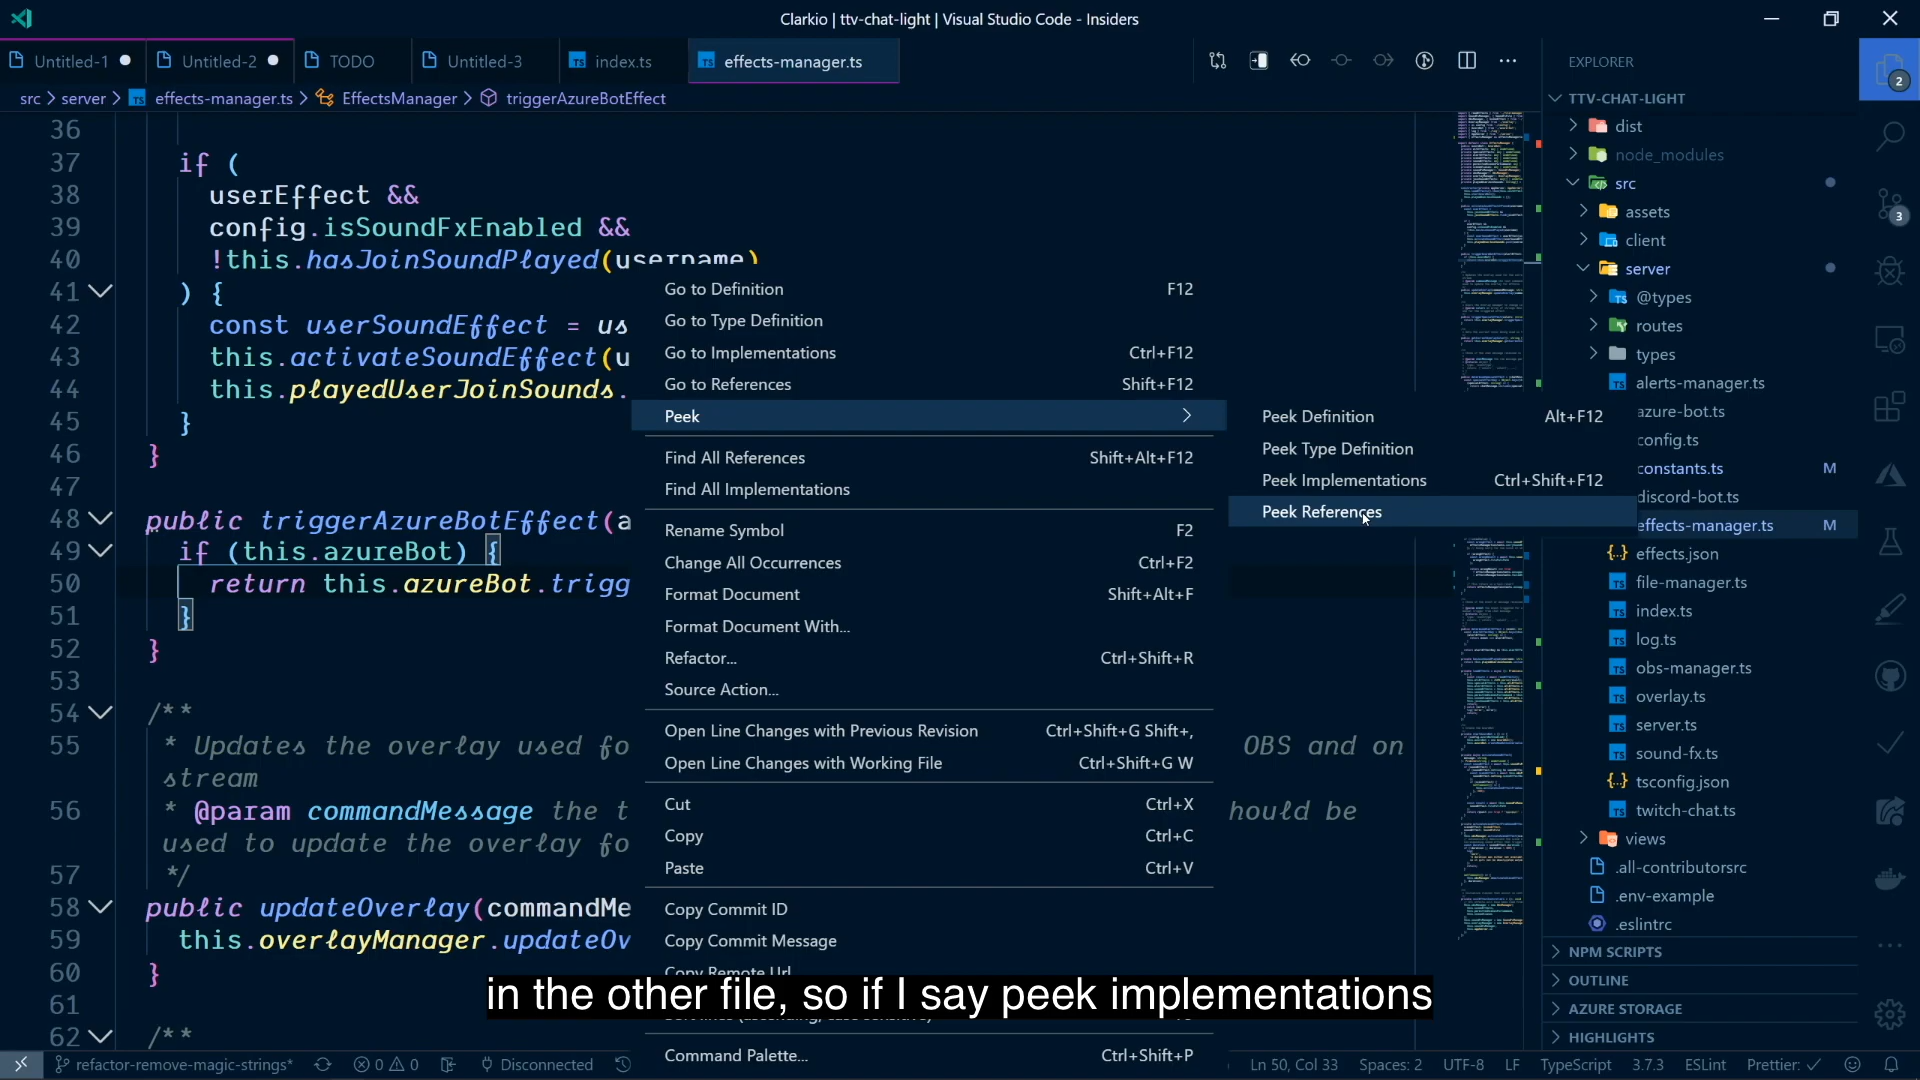 Clarkio | ttv-chat-light | Visual Studio Code - Insiders
Untitled-1
Untitled-2
TODO
Untitled-3
TS index.ts
TS effects-manager.ts
src > server > TS effects-manager.ts > EffectsManager > triggerAzureBotEffect
36
37 if (
38 userEffect &&
39 config.isSoundFxEnabled &&
40 !this.hasJoinSoundPlayed(username)
41 ) {
42 const userSoundEffect = us
43 this.activateSoundEffect(u
44 this.playedUserJoinSounds.
45 }
46 }
47
48 public triggerAzureBotEffect(a
49 if (this.azureBot) {
50 return this.azureBot.trigg
51 }
52 }
53
54 /**
55 * Updates the overlay used fo OBS and on
stream
56 * @param commandMessage the t hould be
used to update the overlay fo
57 */
58 public updateOverlay(commandMe
59 this.overlayManager.updateOv
60 }
61
62 /**
Go to Definition F12
Go to Type Definition
Go to Implementations Ctrl+F12
Go to References Shift+F12
Peek
Find All References Shift+Alt+F12
Find All Implementations
Rename Symbol F2
Change All Occurrences Ctrl+F2
Format Document Shift+Alt+F
Format Document With...
Refactor... Ctrl+Shift+R
Source Action...
Open Line Changes with Previous Revision Ctrl+Shift+G Shift+,
Open Line Changes with Working File Ctrl+Shift+G W
Cut Ctrl+X
Copy Ctrl+C
Paste Ctrl+V
Copy Commit ID
Copy Commit Message
Copy Remote Url
Command Palette... Ctrl+Shift+P
Peek Definition Alt+F12
Peek Type Definition
Peek Implementations Ctrl+Shift+F12
Peek References
in the other file, so if I say peek implementations
EXPLORER
TTV-CHAT-LIGHT
dist
node_modules
src
assets
client
server
TS @types
routes
types
TS alerts-manager.ts
azure-bot.ts
config.ts
constants.ts M
discord-bot.ts
effects-manager.ts M
{..} effects.json
TS file-manager.ts
TS index.ts
TS log.ts
TS obs-manager.ts
TS overlay.ts
TS server.ts
TS sound-fx.ts
{..} tsconfig.json
TS twitch-chat.ts
views
.all-contributorsrc
.env-example
.eslintrc
NPM SCRIPTS
OUTLINE
AZURE STORAGE
HIGHLIGHTS
2
3
refactor-remove-magic-strings*
0
0
Disconnected
Ln 50, Col 33
Spaces: 2
UTF-8
LF
TypeScript
3.7.3
ESLint
Prettier: ✓